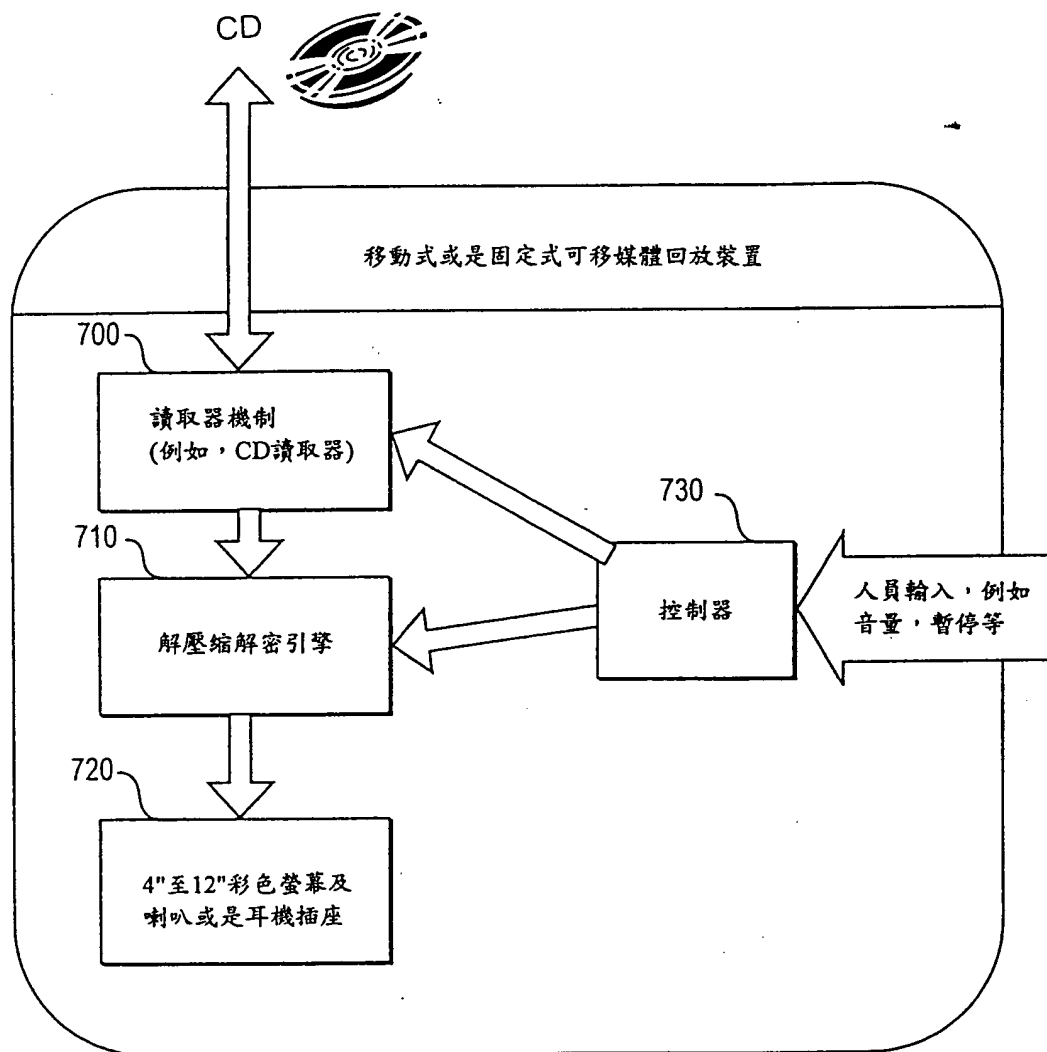 CD
移動式或是固定式可移媒體回放裝置
700
讀取器機制
(例如，CD讀取器)
730
710
控制器
人員輸入，例如
音量，暫停等
解壓縮解密引擎
720
4"至12"彩色螢幕及
喇叭或是耳機插座